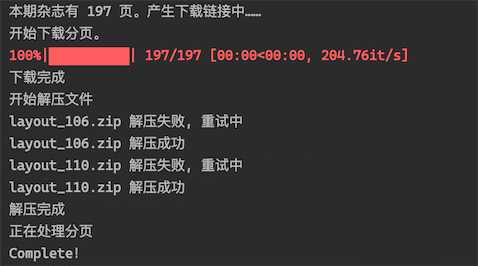 本期杂志有 197 页。产生下载链接中……
开始下载分页。
100%|██████████| 197/197 [00:00<00:00, 204.76it/s]
下载完成
开始解压文件
layout_106.zip 解压失败, 重试中
layout_106.zip 解压成功
layout_110.zip 解压失败, 重试中
layout_110.zip 解压成功
解压完成
正在处理分页
Complete!